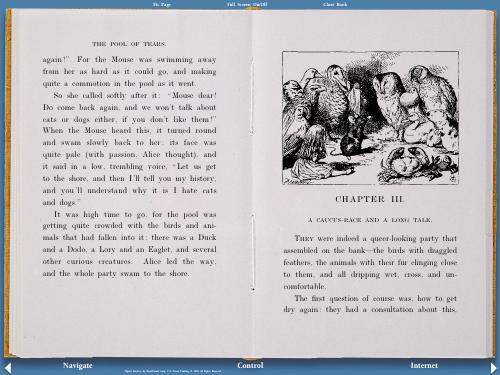 Fit Page
Full Screen On/Off
Close Book
THE POOL OF TEARS.
again!" For the Mouse was swimming away
from her as hard as it could go, and making
quite a commotion in the pool as it went.
So she called softly after it: "Mouse dear!
Do come back again, and we won't talk about
cats or dogs either, if you don't like them!"
When the Mouse heard this, it turned round
and swam slowly back to her: its face was
quite pale (with passion, Alice thought), and
it said in a low, trembling voice, "Let us get
to the shore, and then I'll tell you my history,
and you'll understand why it is I hate cats
and dogs."
It was high time to go, for the pool was
getting quite crowded with the birds and ani-
mals that had fallen into it: there was a Duck
and a Dodo, a Lory and an Eaglet, and several
other curious creatures. Alice led the way,
and the whole party swam to the shore.
CHAPTER III.
A CAUCUS-RACE AND A LONG TALE.
THEY were indeed a queer-looking party that
assembled on the bank—the birds with draggled
feathers, the animals with their fur clinging close
to them, and all dripping wet, cross, and un-
comfortable.
The first question of course was, how to get
dry again: they had a consultation about this,
Navigate
Control
Internet